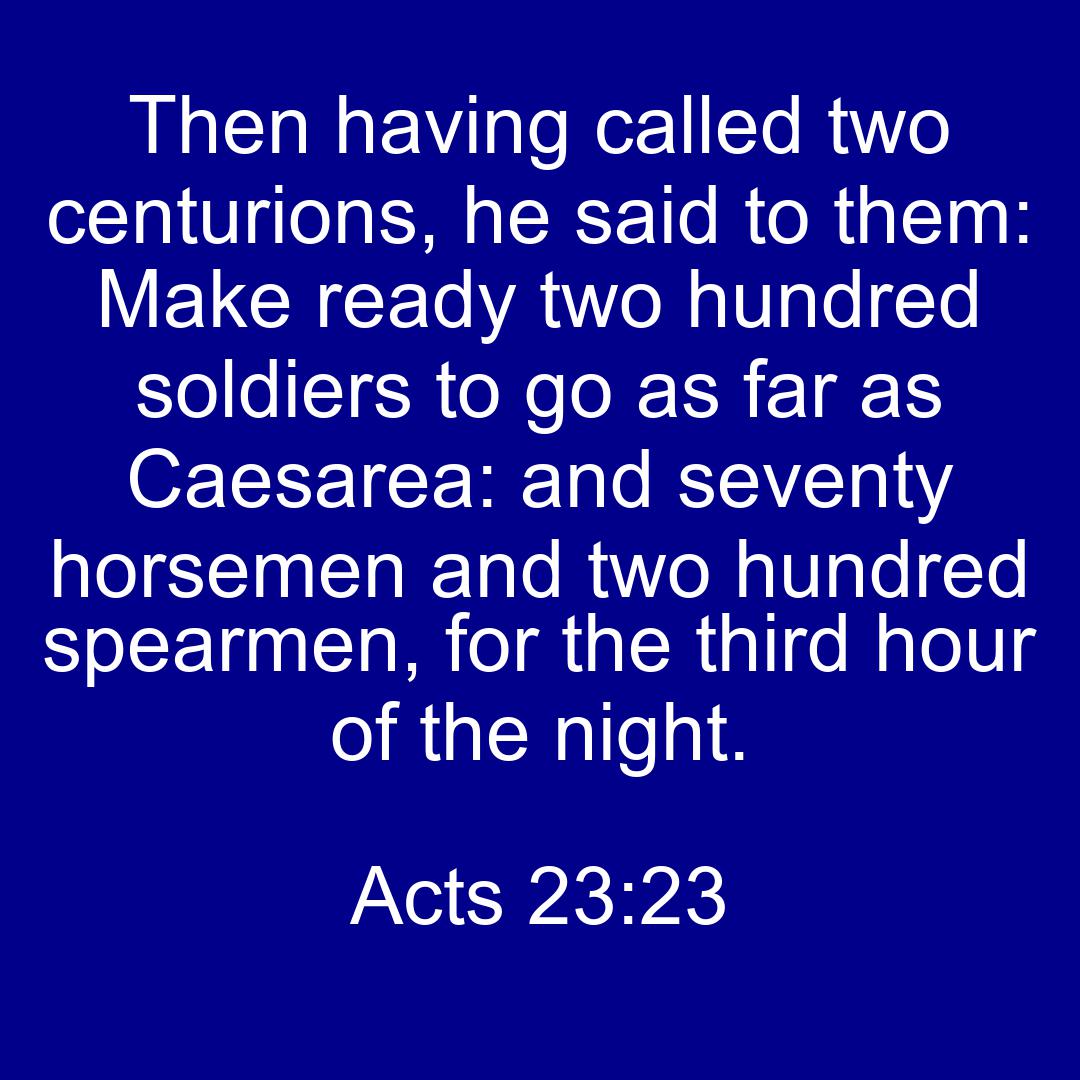 Then having called two
centurions, he said to them:
Make ready two hundred
soldiers to go as far as
Caesarea: and seventy
horsemen and two hundred
spearmen, for the third hour
of the night.
Acts 23:23